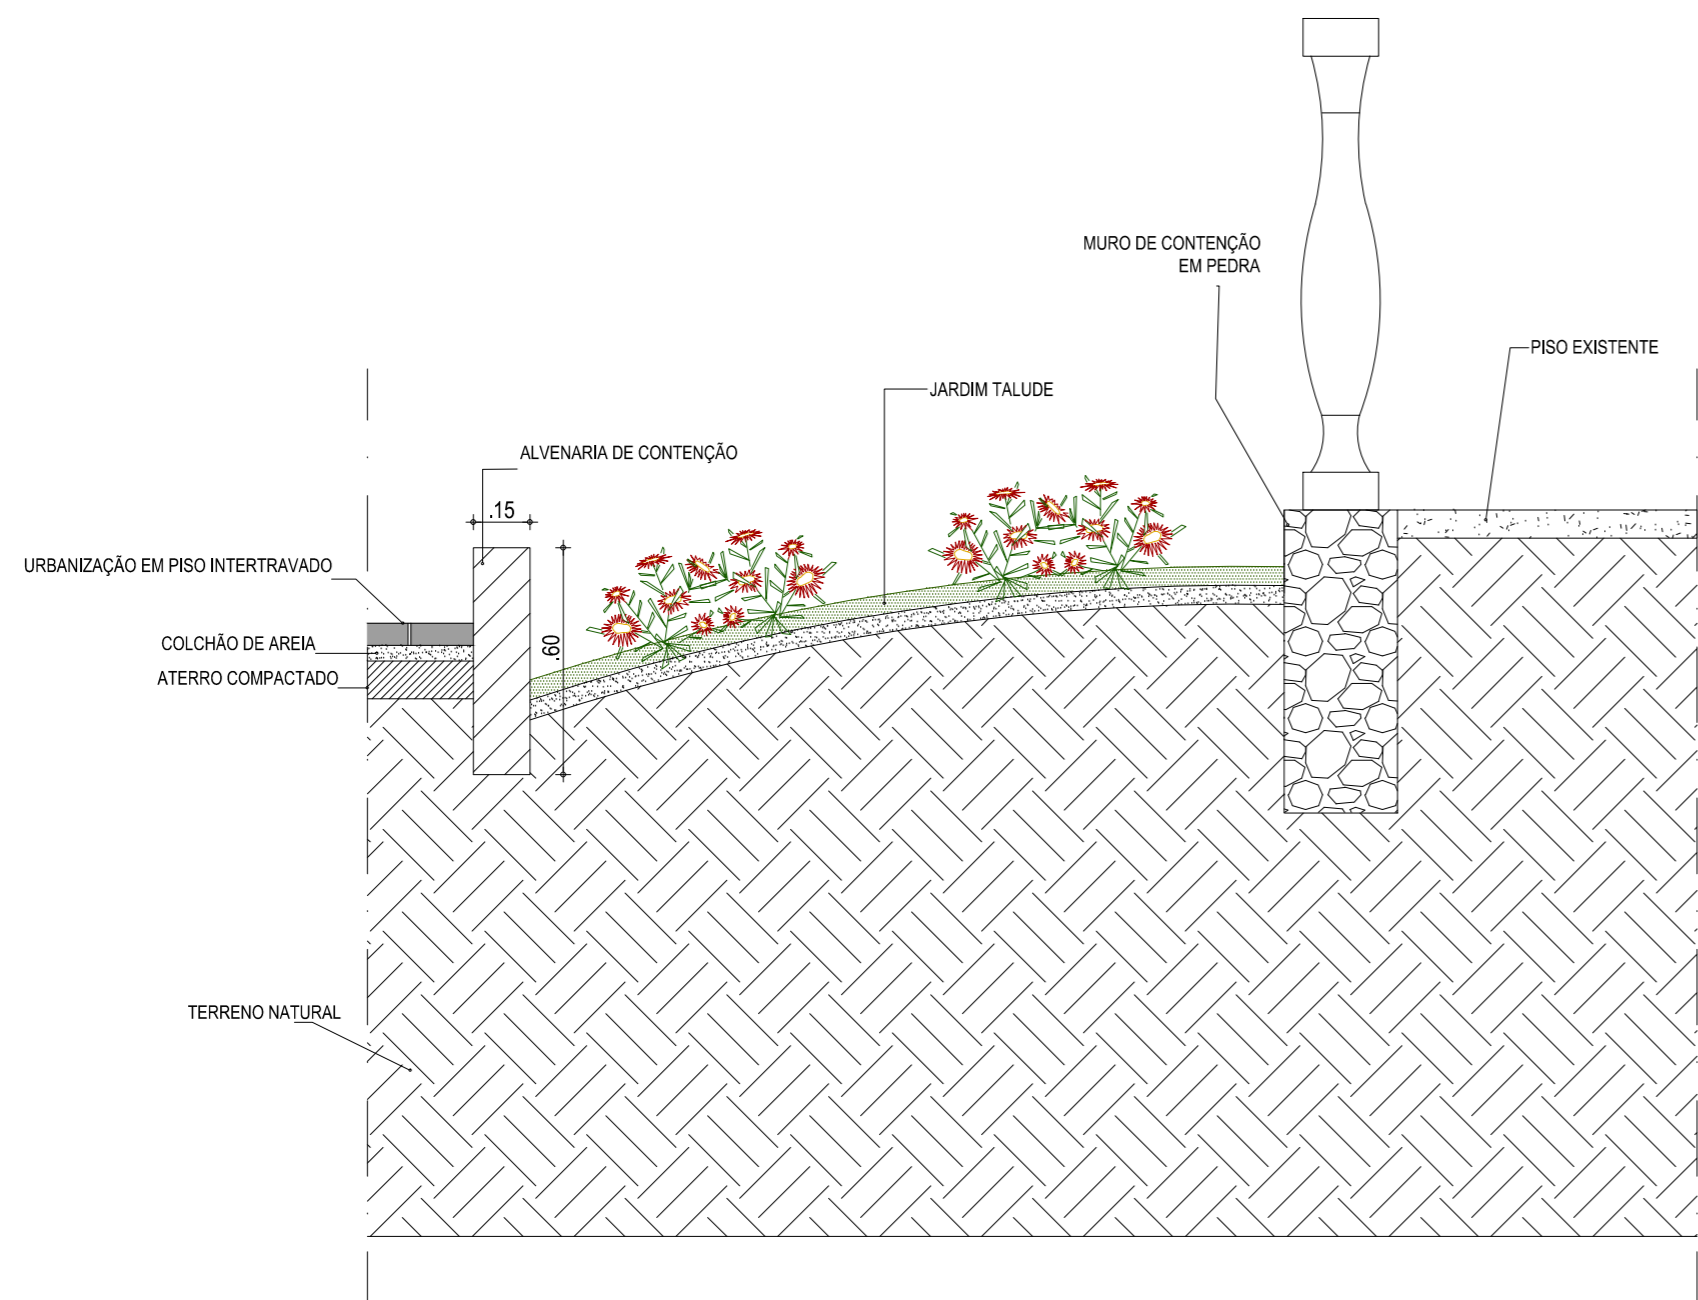 MURO DE CONTENÇÃO
EM PEDRA
PISO EXISTENTE
JARDIM TALUDE
ALVENARIA DE CONTENÇÃO
.15
URBANIZAÇÃO EM PISO INTERTRAVADO
COLCHÃO DE AREIA
.60
ATERRO COMPACTADO
TERRENO NATURAL